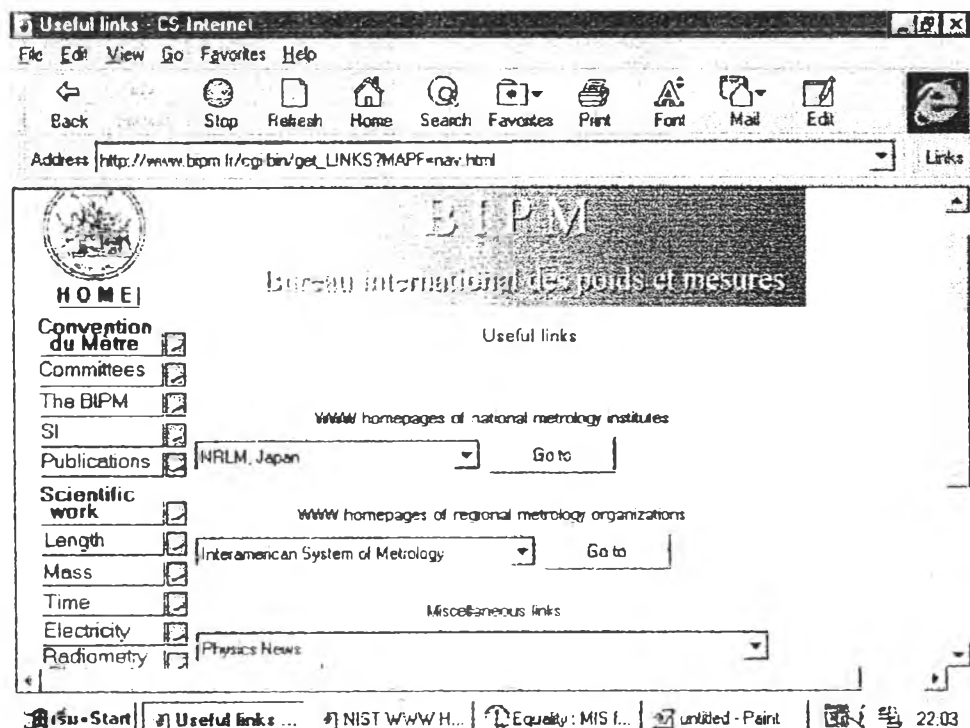 Useful links - CS Internet
File Edit View Go Favorites Help
Back Stop Refresh Home Search Favorites Print Font Mail Edit
Address http://www.bipm.fr/cgi-bin/get_LINKS?MAPF=nav.html Links
BIPM
Bureau international des poids et mesures
HOME
Convention
du Mètre
Useful links
Committees
The BIPM
WWW homepages of national metrology institutes
SI
Publications
NRLM, Japan Go to
Scientific
work
WWW homepages of regional metrology organizations
Length
Interamerican System of Metrology Go to
Mass
Time
Miscellaneous links
Electricity
Radiometry
Physics News
Start Useful links ... NIST WWW H... Equality : MIS f... untitled - Paint 22:03